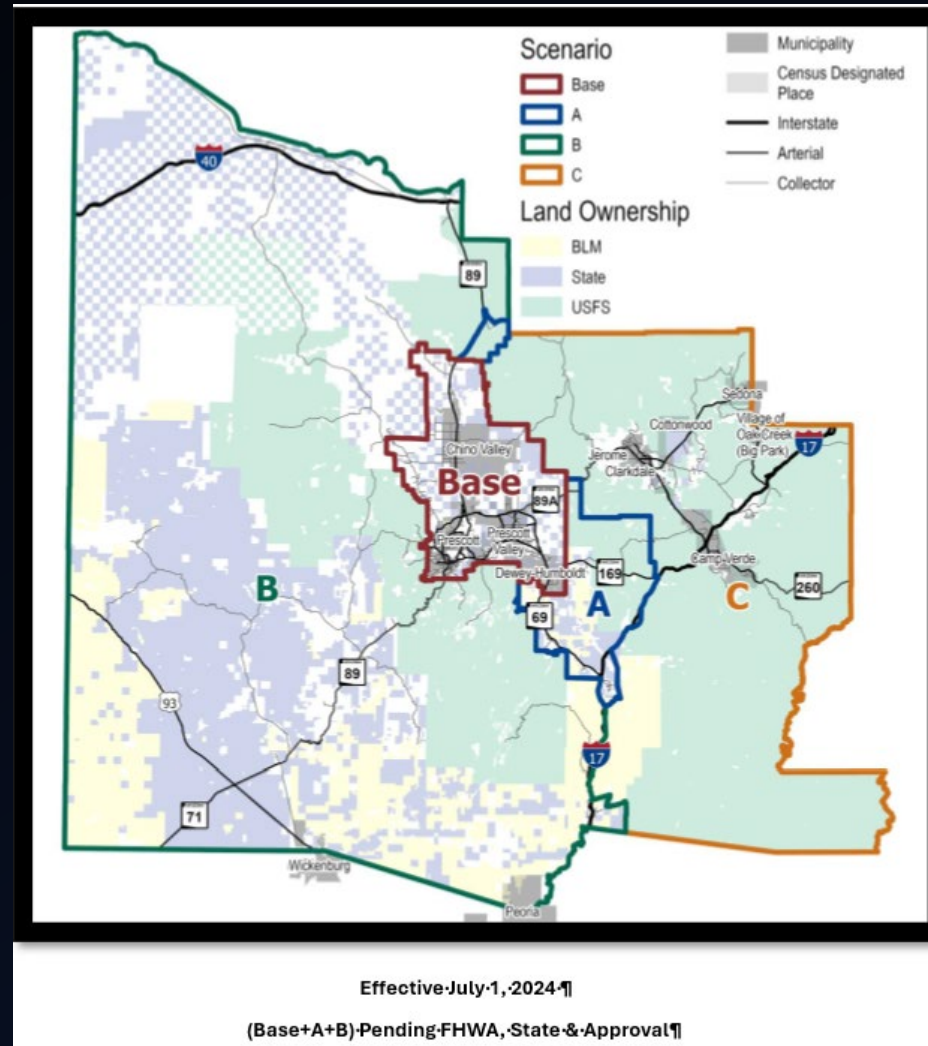 Scenario
Base
A
B
C
Land Ownership
BLM
State
USFS
Municipality
Census Designated
Place
Interstate
Arterial
Collector
40
89
Sedona
Village of
Oak Creek
(Big Park)
17
Cottonwood
Jerome
Clarkdale
Chino Valley
Base
89A
Prescott
Prescott
Valley
Dewey-Humboldt
169
Camp Verde
260
B
A
C
69
89
93
17
71
Wickenburg
Peoria
Effective·July·1,·2024·¶
(Base+A+B)·Pending·FHWA,·State·&·Approval¶